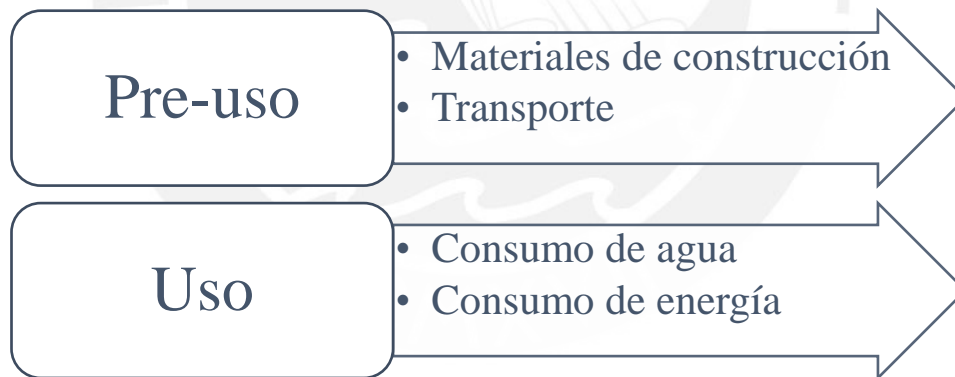 Pre-uso
• Materiales de construcción
• Transporte
Uso
• Consumo de agua
• Consumo de energía